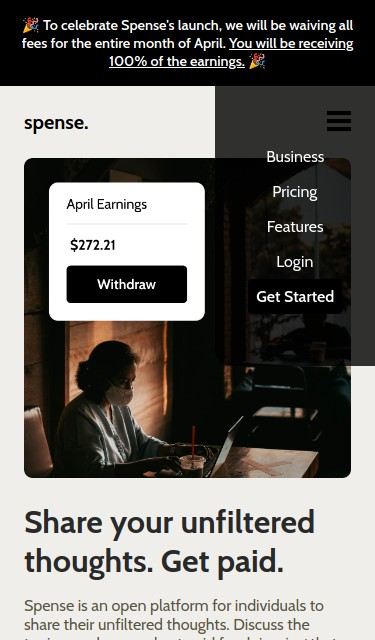 🎉 To celebrate Spense's launch, we will be waiving all
fees for the entire month of April. You will be receiving
100% of the earnings. 🎉
spense.
Business
Pricing
Features
Login
Get Started
April Earnings
$272.21
Withdraw
Share your unfiltered
thoughts. Get paid.
Spense is an open platform for individuals to
share their unfiltered thoughts. Discuss the